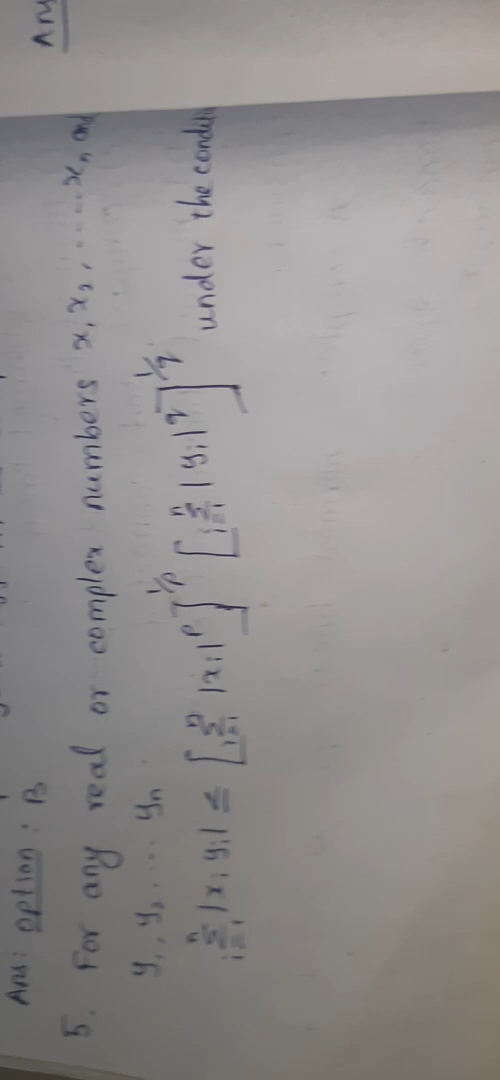 Ans
Ans: option: B
5. For any real or complex numbers x₁ x₂, ..... xₙ and
y₁, y₂, .... yₙ.
n∑i=1 |xᵢ yᵢ| ≤ [n∑i=1 |xᵢ|ᵖ]^1/p [n∑i=1 |yᵢ|^q]^1/q under the